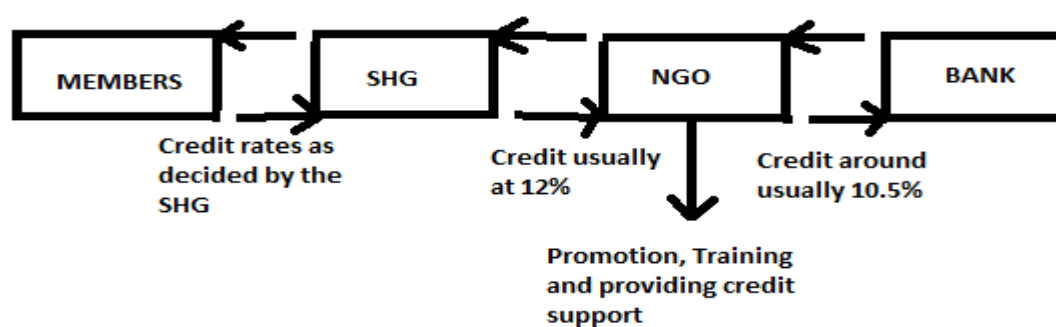 MEMBERS
SHG
NGO
BANK
Credit rates as
decided by the
SHG
Credit usually
at 12%
Credit around
usually 10.5%
Promotion, Training
and providing credit
support